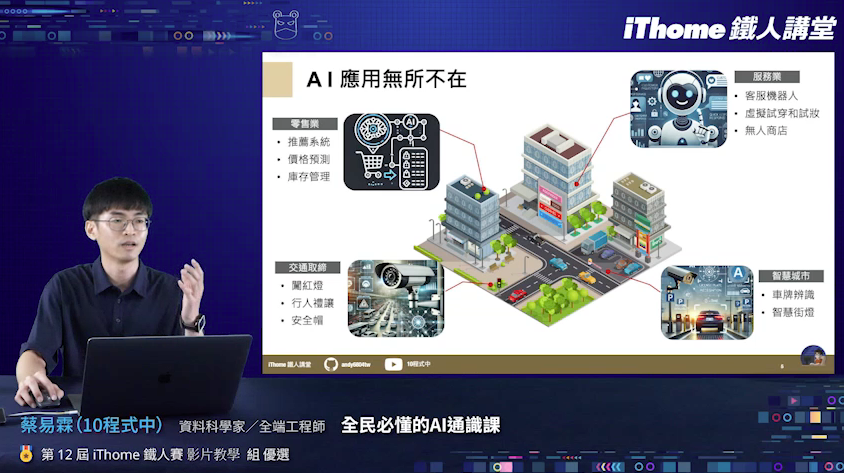 iThome 鐵人講堂
AI 應用無所不在
零售業
• 推薦系統
• 價格預測
• 庫存管理
AI
服務業
• 客服機器人
• 虛擬試穿和試妝
• 無人商店
交通取締
• 闖紅燈
• 行人禮讓
• 安全帽
A
智慧城市
• 車牌辨識
• 智慧街燈
iThome 鐵人講堂
andy6804tw
10程式中
8
蔡易霖(10程式中) 資料科學家／全端工程師 全民必懂的AI通識課
第 12 屆 iThome 鐵人賽 影片教學 組 優選